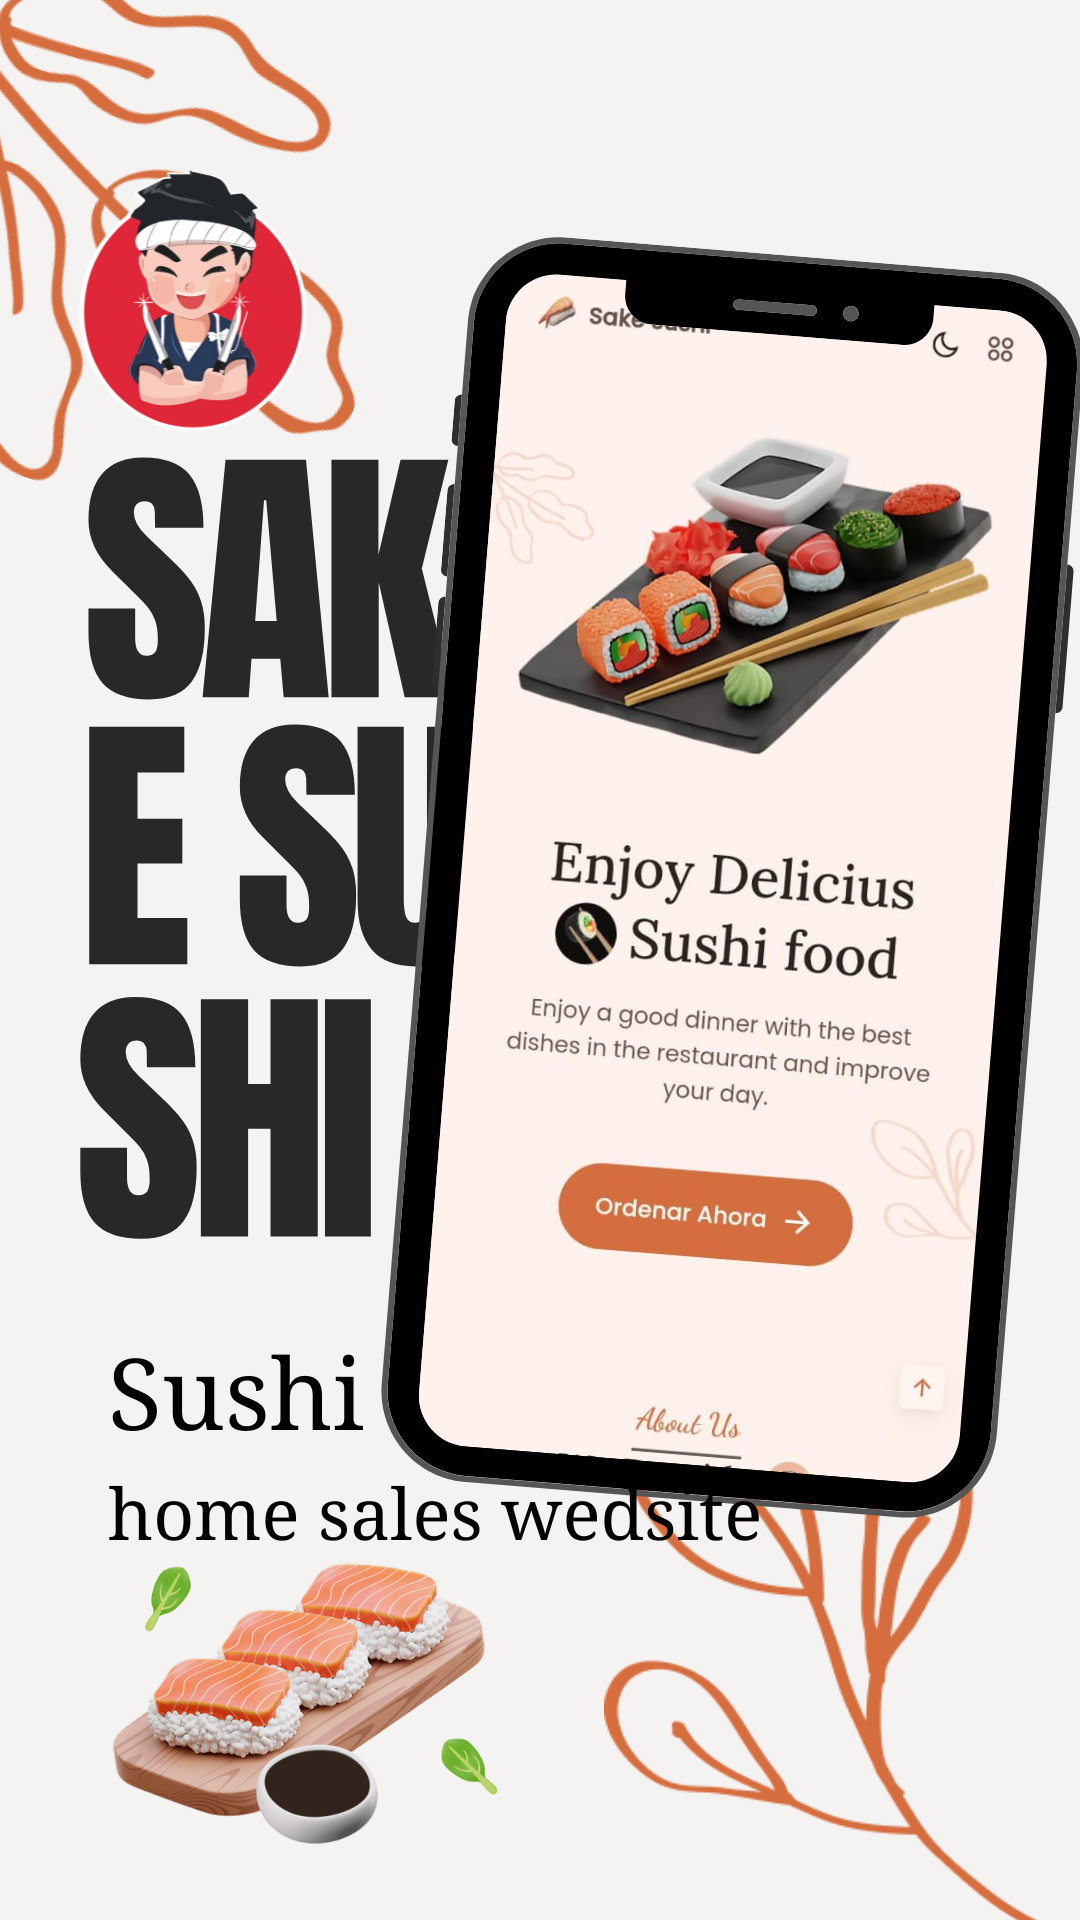 SAK
E SU
SHI
Sushi
home sales wedsite
Sake Sushi
Enjoy Delicius
Sushi food
Enjoy a good dinner with the best
dishes in the restaurant and improve
your day.
Ordenar Ahora
About Us